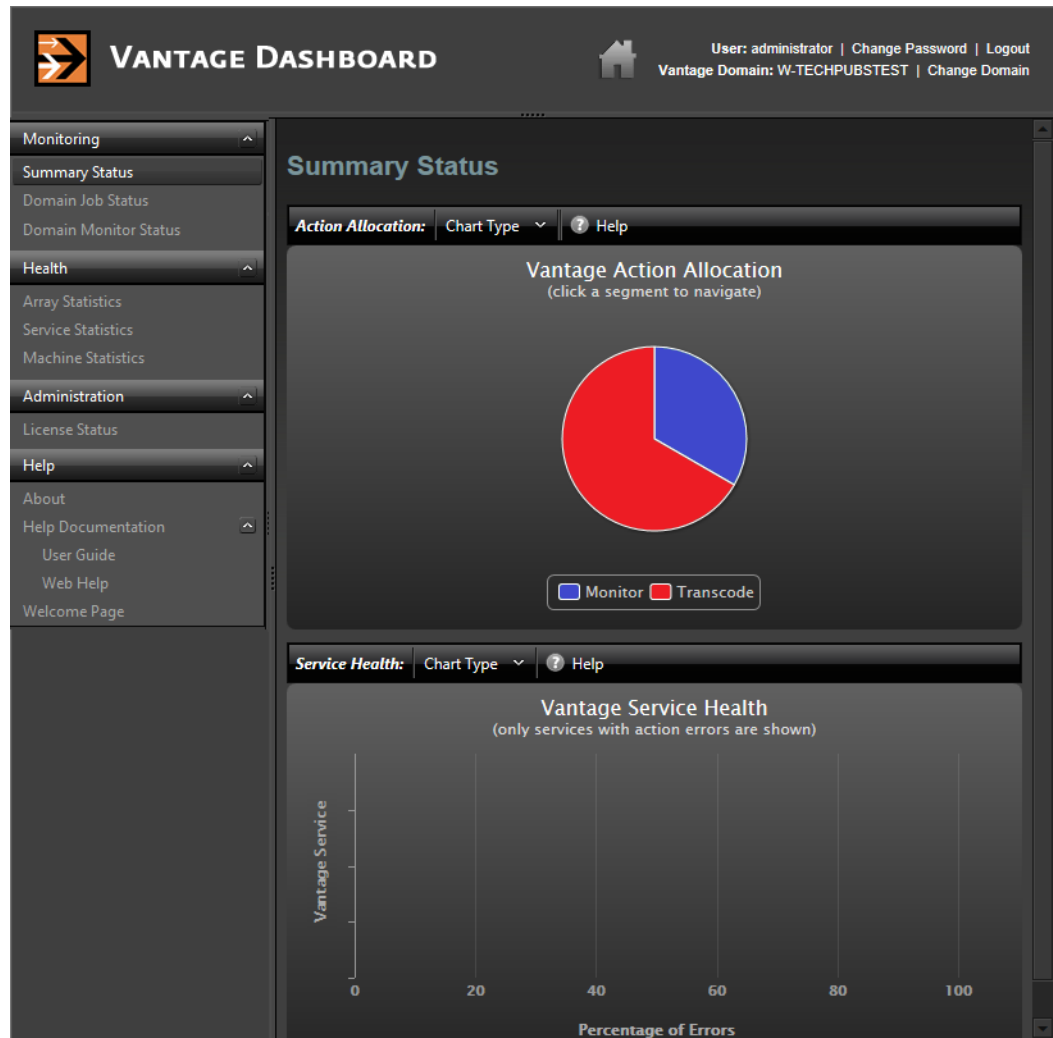 VANTAGE DASHBOARD
User: administrator | Change Password | Logout
Vantage Domain: W-TECHPUBSTEST | Change Domain
Monitoring
Summary Status
Domain Job Status
Domain Monitor Status
Health
Array Statistics
Service Statistics
Machine Statistics
Administration
License Status
Help
About
Help Documentation
User Guide
Web Help
Welcome Page
Summary Status
Action Allocation: Chart Type ? Help
Vantage Action Allocation
(click a segment to navigate)
Monitor Transcode
Service Health: Chart Type ? Help
Vantage Service Health
(only services with action errors are shown)
Vantage Service
0 20 40 60 80 100
Percentage of Errors